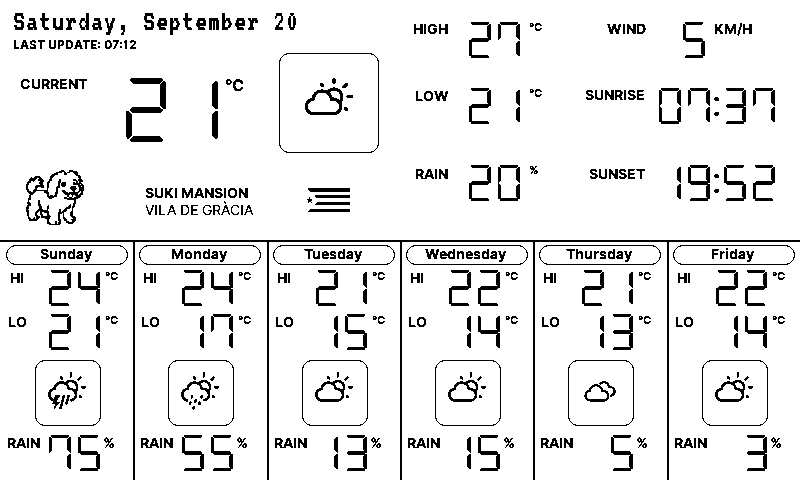 Saturday, September 20
LAST UPDATE: 07:12
CURRENT 21 °C
SUKI MANSION
VILA DE GRÀCIA
HIGH 27 °C
LOW 21 °C
RAIN 20 %
WIND 5 KM/H
SUNRISE 07:37
SUNSET 19:52
Sunday
HI 24 °C
LO 21 °C
RAIN 75 %
Monday
HI 24 °C
LO 17 °C
RAIN 55 %
Tuesday
HI 21 °C
LO 15 °C
RAIN 13 %
Wednesday
HI 22 °C
LO 14 °C
RAIN 15 %
Thursday
HI 21 °C
LO 13 °C
RAIN 5 %
Friday
HI 22 °C
LO 14 °C
RAIN 3 %